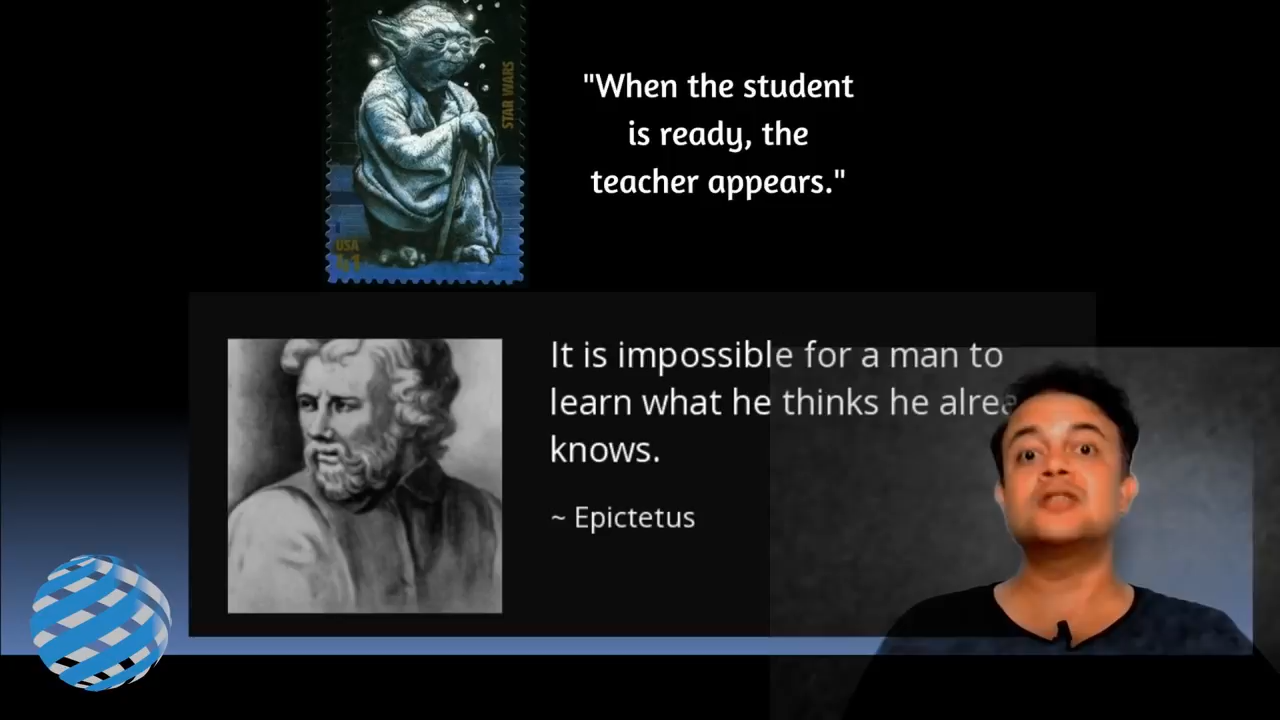 STAR WARS
USA
41
"When the student
is ready, the
teacher appears."
It is impossible for a man to
learn what he thinks he
knows.
~ Epictetus